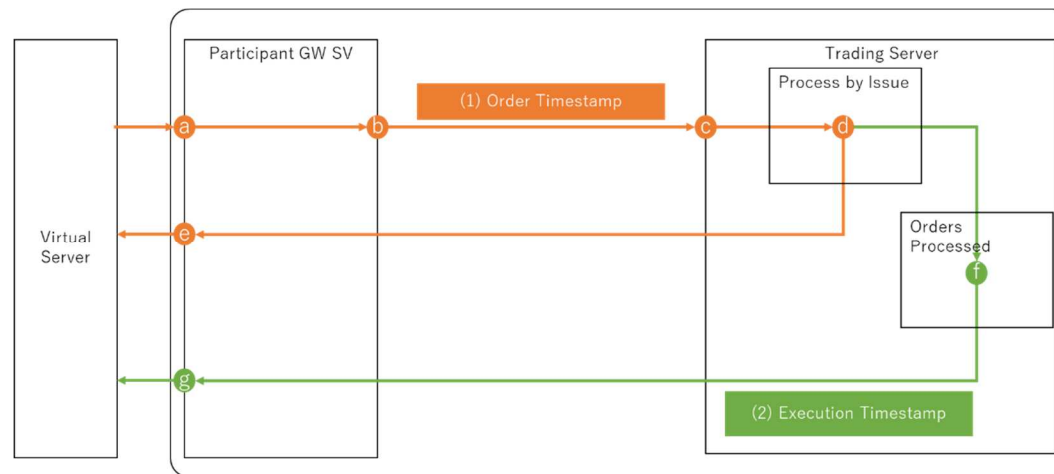 Participant GW SV
Trading Server
Process by Issue
(1) Order Timestamp
a
b
c
d
Virtual
Server
e
Orders
Processed
f
g
(2) Execution Timestamp